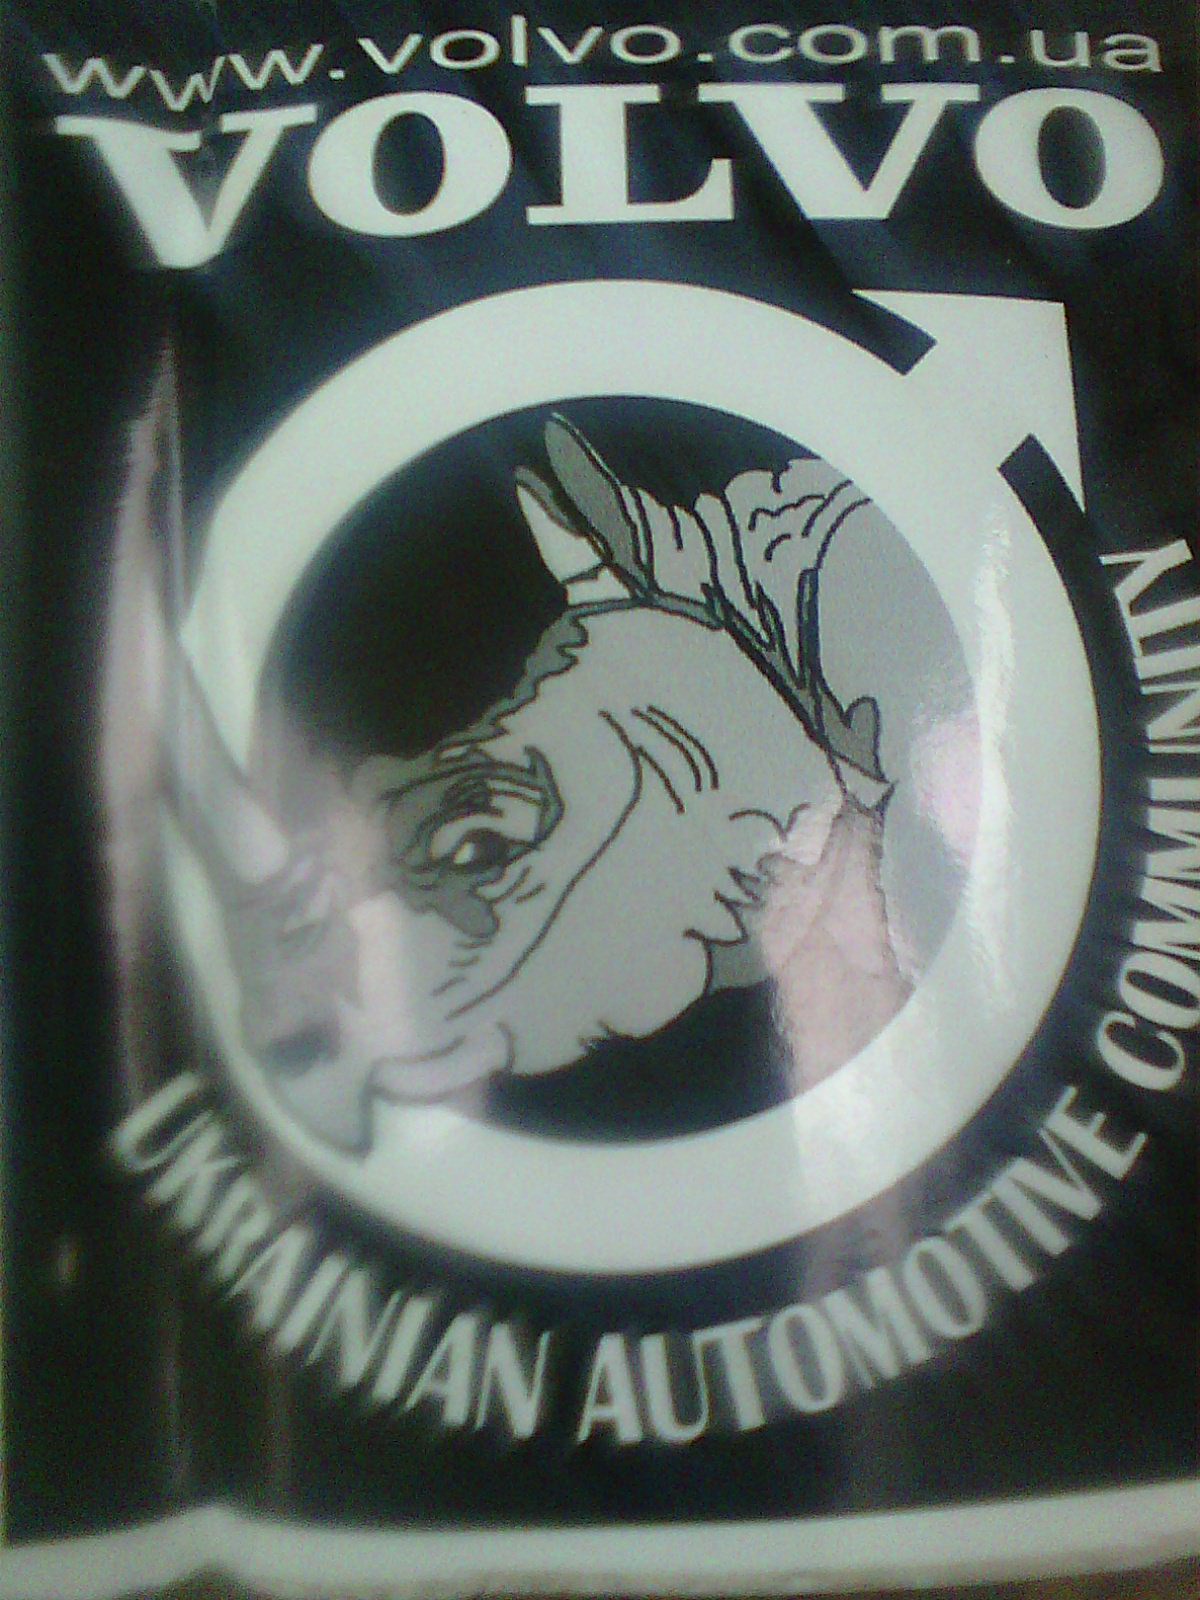 www.volvo.com.ua
VOLVO
UKRAINIAN AUTOMOTIVE COMMUNITY